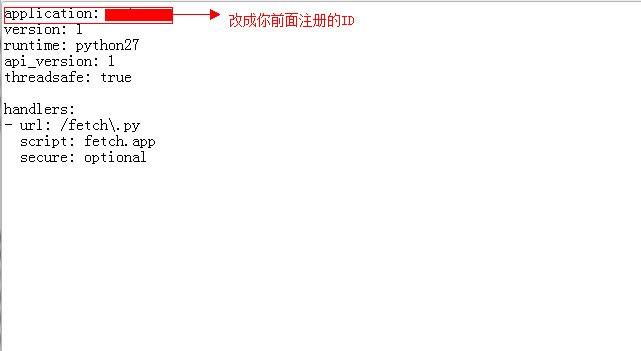 application:
改成你前面注册的ID
version: 1
runtime: python27
api_version: 1
threadsafe: true
handlers:
- url: /fetch\.py
script: fetch.app
secure: optional